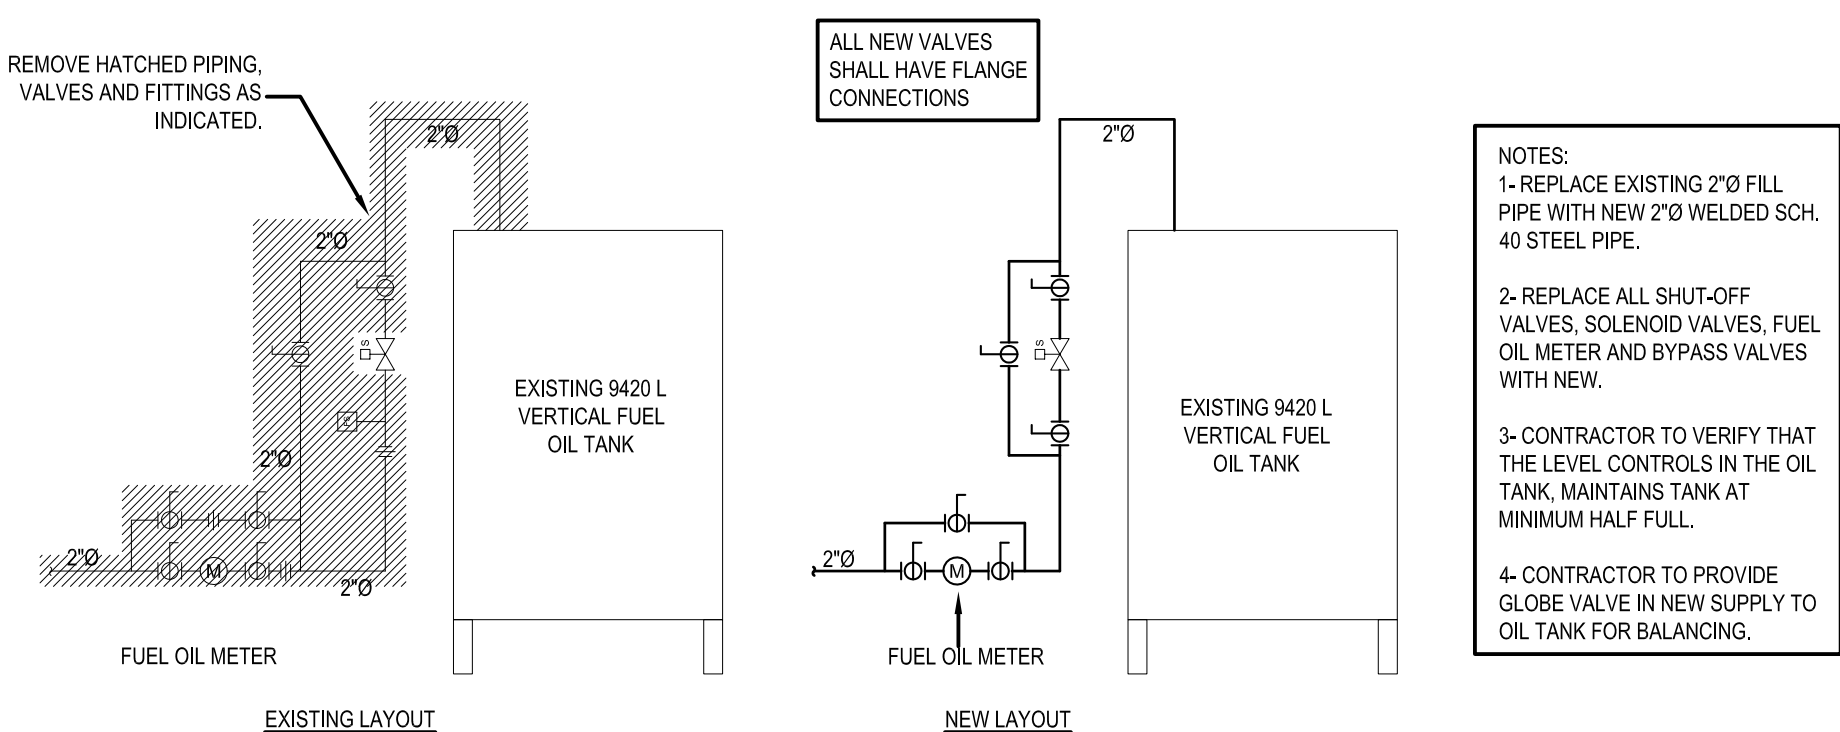 REMOVE HATCHED PIPING,
VALVES AND FITTINGS AS
INDICATED.
2"Ø
2"Ø
S
FS
2"Ø
2"Ø
M
2"Ø
EXISTING 9420 L
VERTICAL FUEL
OIL TANK
FUEL OIL METER
EXISTING LAYOUT
ALL NEW VALVES
SHALL HAVE FLANGE
CONNECTIONS
2"Ø
S
EXISTING 9420 L
VERTICAL FUEL
OIL TANK
2"Ø
M
FUEL OIL METER
NEW LAYOUT
NOTES:
1- REPLACE EXISTING 2"Ø FILL
PIPE WITH NEW 2"Ø WELDED SCH.
40 STEEL PIPE.
2- REPLACE ALL SHUT-OFF
VALVES, SOLENOID VALVES, FUEL
OIL METER AND BYPASS VALVES
WITH NEW.
3- CONTRACTOR TO VERIFY THAT
THE LEVEL CONTROLS IN THE OIL
TANK, MAINTAINS TANK AT
MINIMUM HALF FULL.
4- CONTRACTOR TO PROVIDE
GLOBE VALVE IN NEW SUPPLY TO
OIL TANK FOR BALANCING.